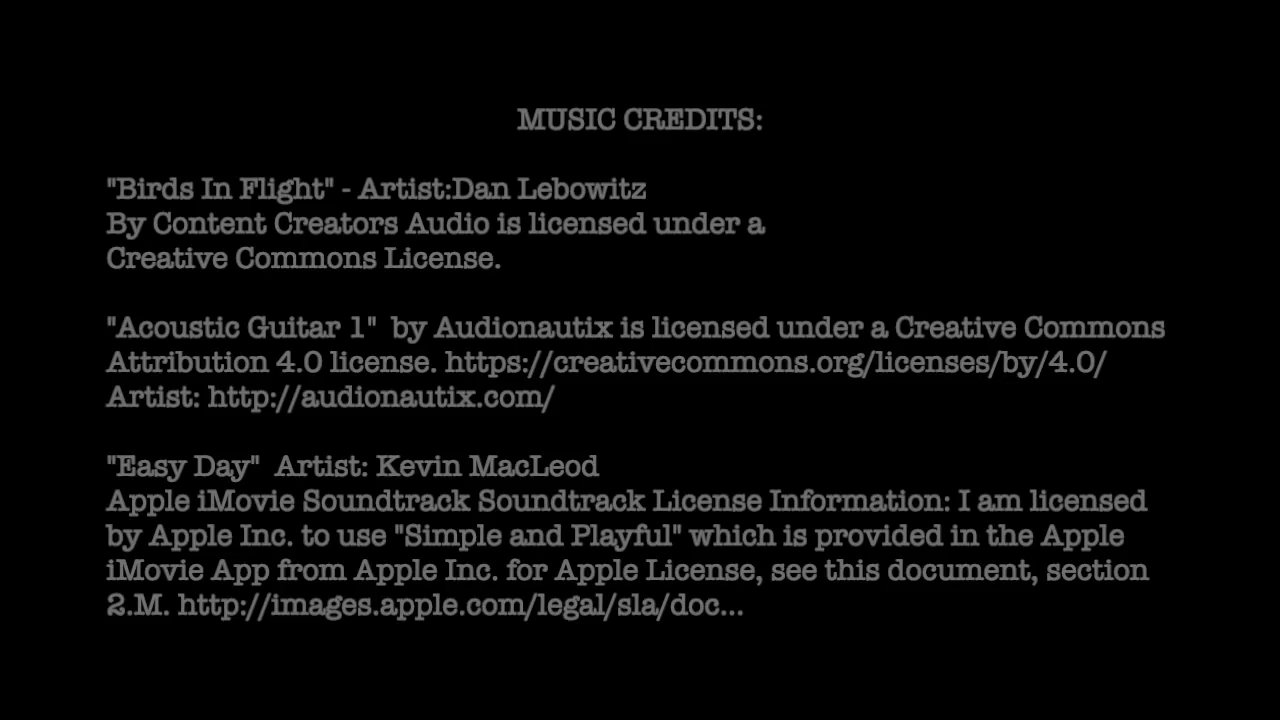 MUSIC CREDITS:
"Birds In Flight" - Artist:Dan Lebowitz
By Content Creators Audio is licensed under a
Creative Commons License.
"Acoustic Guitar 1"  by Audionautix is licensed under a Creative Commons
Attribution 4.0 license. https://creativecommons.org/licenses/by/4.0/
Artist: http://audionautix.com/
"Easy Day"  Artist: Kevin MacLeod
Apple iMovie Soundtrack Soundtrack License Information: I am licensed
by Apple Inc. to use "Simple and Playful" which is provided in the Apple
iMovie App from Apple Inc. for Apple License, see this document, section
2.M. http://images.apple.com/legal/sla/doc...